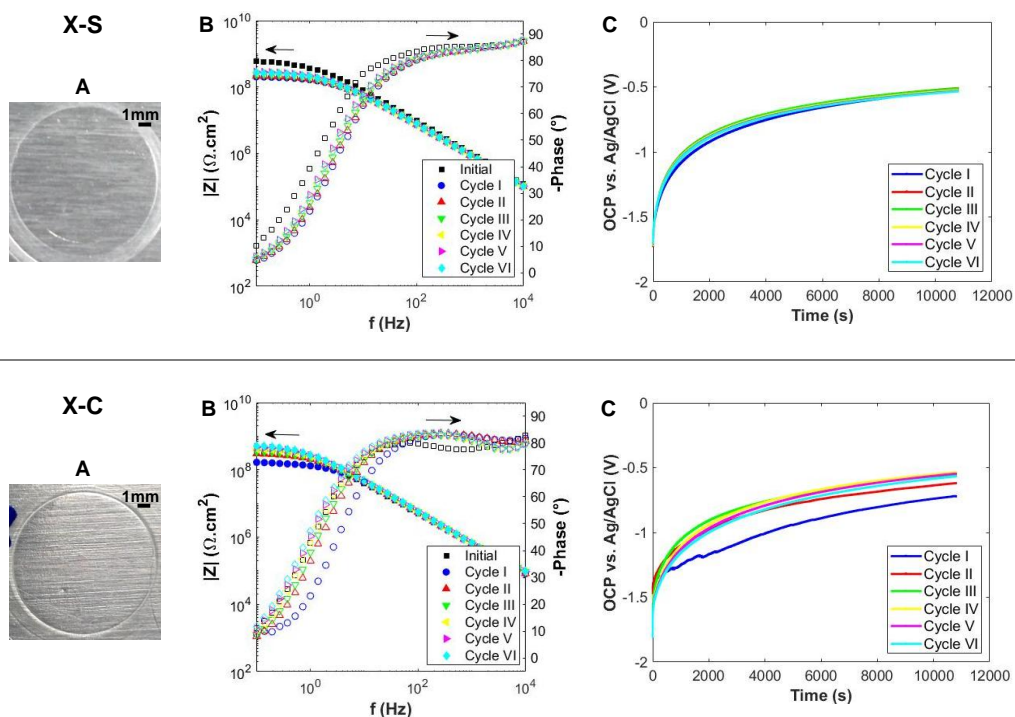 X-S
A
1mm
B
10^10
10^8
10^6
10^4
10^2
|Z| (Ω.cm²)
90
80
70
60
50
40
30
20
10
0
-Phase (°)
Initial
Cycle I
Cycle II
Cycle III
Cycle IV
Cycle V
Cycle VI
10^0
10^2
10^4
f (Hz)
C
0
-0.5
-1
-1.5
-2
OCP vs. Ag/AgCl (V)
Cycle I
Cycle II
Cycle III
Cycle IV
Cycle V
Cycle VI
0 2000 4000 6000 8000 10000 12000
Time (s)
X-C
A
1mm
B
10^10
10^8
10^6
10^4
10^2
|Z| (Ω.cm²)
90
80
70
60
50
40
30
20
10
0
-Phase (°)
Initial
Cycle I
Cycle II
Cycle III
Cycle IV
Cycle V
Cycle VI
10^0
10^2
10^4
f (Hz)
C
0
-0.5
-1
-1.5
-2
OCP vs. Ag/AgCl (V)
Cycle I
Cycle II
Cycle III
Cycle IV
Cycle V
Cycle VI
0 2000 4000 6000 8000 10000 12000
Time (s)